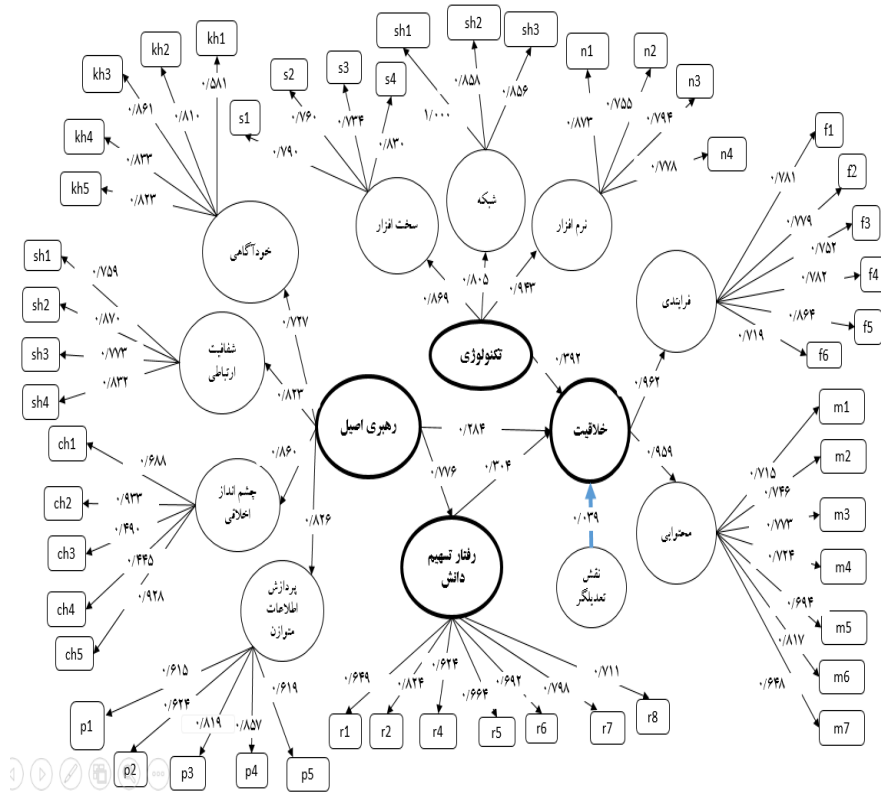 sh1
sh2
sh3
kh1
kh2
kh3
kh4
kh5
۰/۵۸۱
۰/۸۱۰
۰/۸۶۱
۰/۸۳۳
۰/۸۲۳
s1
s2
s3
s4
۰/۷۹۰
۰/۷۶۰
۰/۷۳۴
۰/۸۳۰
۱/۰۰۰
۰/۸۵۸
۰/۸۵۶
n1
n2
n3
n4
۰/۸۷۳
۰/۷۵۵
۰/۷۹۴
۰/۷۷۸
f1
f2
f3
f4
f5
f6
۰/۷۸۱
۰/۷۷۹
۰/۷۵۲
۰/۷۸۲
۰/۸۶۴
۰/۷۱۹
خودآگاهی
سخت افزار
شبکه
نرم افزار
فرایندی
۰/۸۶۹
۰/۸۰۵
۰/۹۴۳
تکنولوژی
۰/۳۹۲
sh1
sh2
sh3
sh4
۰/۷۵۹
۰/۸۷۰
۰/۷۷۳
۰/۸۳۲
شفافیت
ارتباطی
۰/۷۲۷
۰/۸۲۳
۰/۸۶۰
۰/۸۲۶
رهبری اصیل
۰/۲۸۴
۰/۷۷۶
۰/۳۰۴
خلاقیت
۰/۹۶۲
۰/۹۵۹
ch1
ch2
ch3
ch4
ch5
۰/۶۸۸
۰/۹۳۳
۰/۴۹۰
۰/۴۴۵
۰/۹۲۸
چشم انداز
اخلاقی
رفتار تسهیم
دانش
۰/۰۳۹
نقش
تعدیلگر
محتوایی
m1
m2
m3
m4
m5
m6
m7
۰/۷۱۵
۰/۷۴۶
۰/۷۷۳
۰/۷۲۴
۰/۶۹۴
۰/۸۱۷
۰/۶۴۸
پردازش
اطلاعات
متوازن
۰/۶۱۵
۰/۶۲۴
۰/۸۱۹
۰/۸۵۷
۰/۶۱۹
p1
p2
p3
p4
p5
۰/۶۴۹
۰/۸۲۴
۰/۶۲۴
۰/۶۶۴
۰/۶۹۲
۰/۷۹۸
۰/۷۱۱
r1
r2
r4
r5
r6
r7
r8